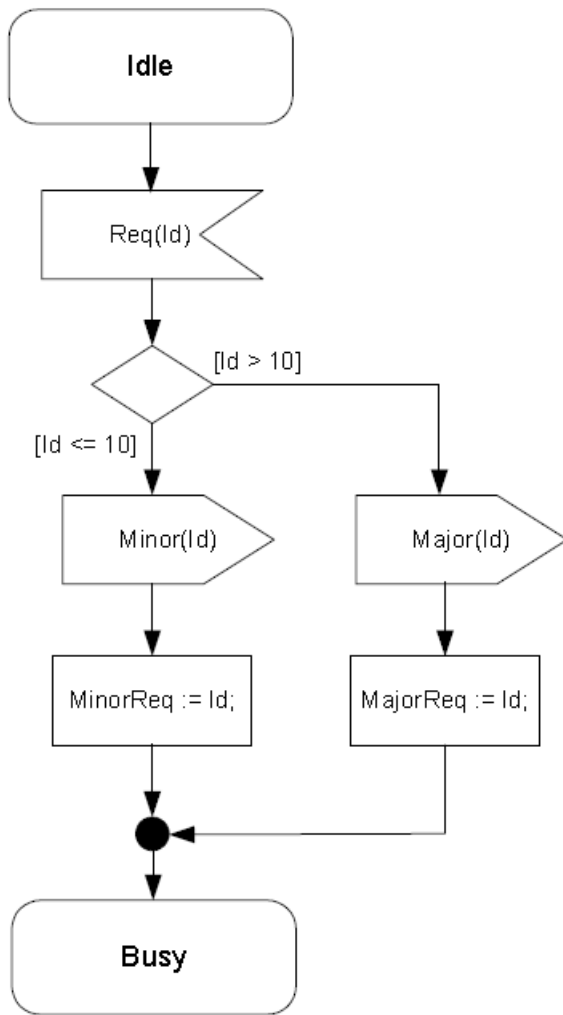 Idle
Req(Id)
[Id > 10]
[Id <= 10]
Minor(Id)
Major(Id)
MinorReq := Id;
MajorReq := Id;
Busy